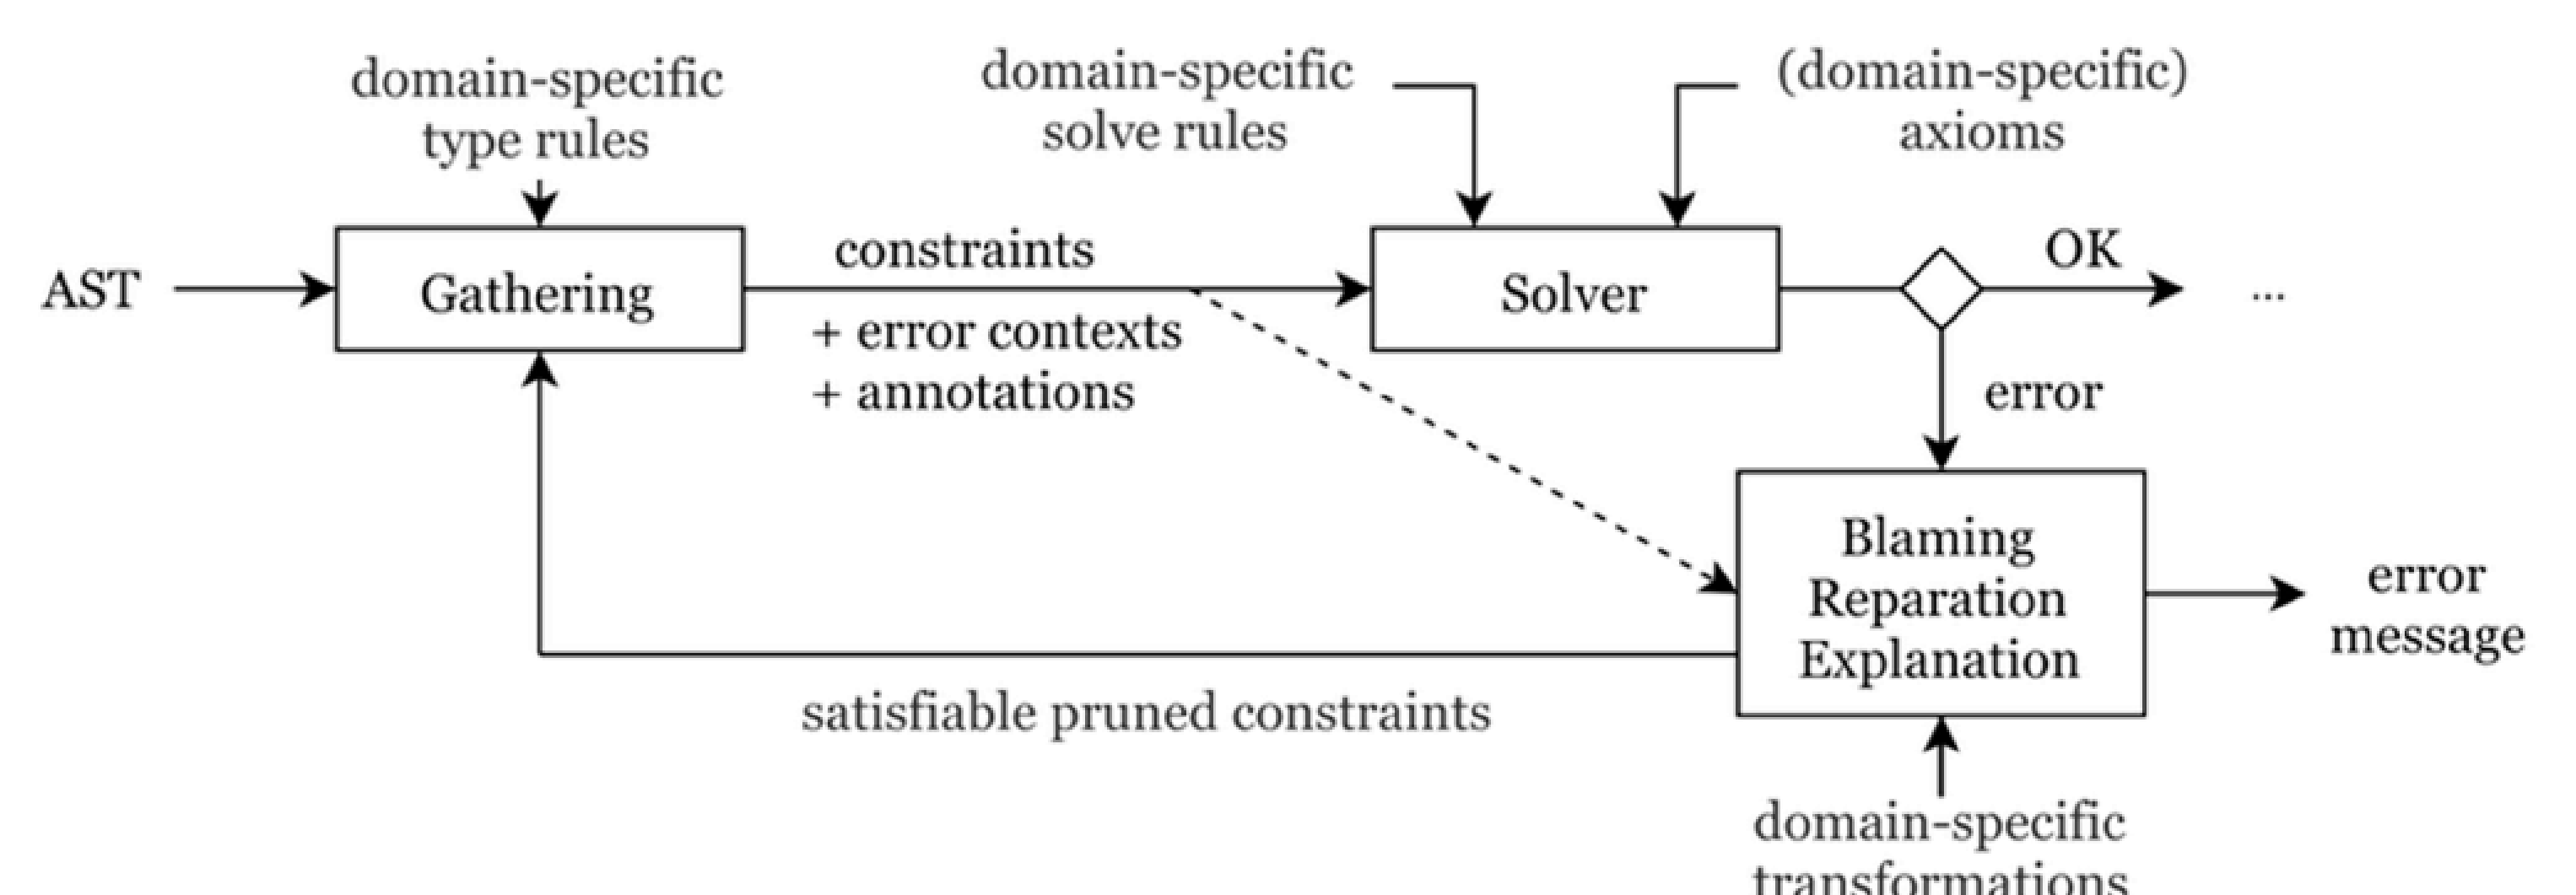 domain-specific
type rules
domain-specific
solve rules
(domain-specific)
axioms
AST
Gathering
constraints
+ error contexts
+ annotations
Solver
OK
...
error
Blaming
Reparation
Explanation
error
message
satisfiable pruned constraints
domain-specific
transformations